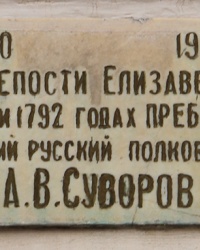 0 19
ЕПОСТИ ЕЛИЗАВЕ
И 1792 ГОДАХ ПРЕБ
ИЙ РУССКИЙ ПОЛКОВ
А.В.СУВОРОВ